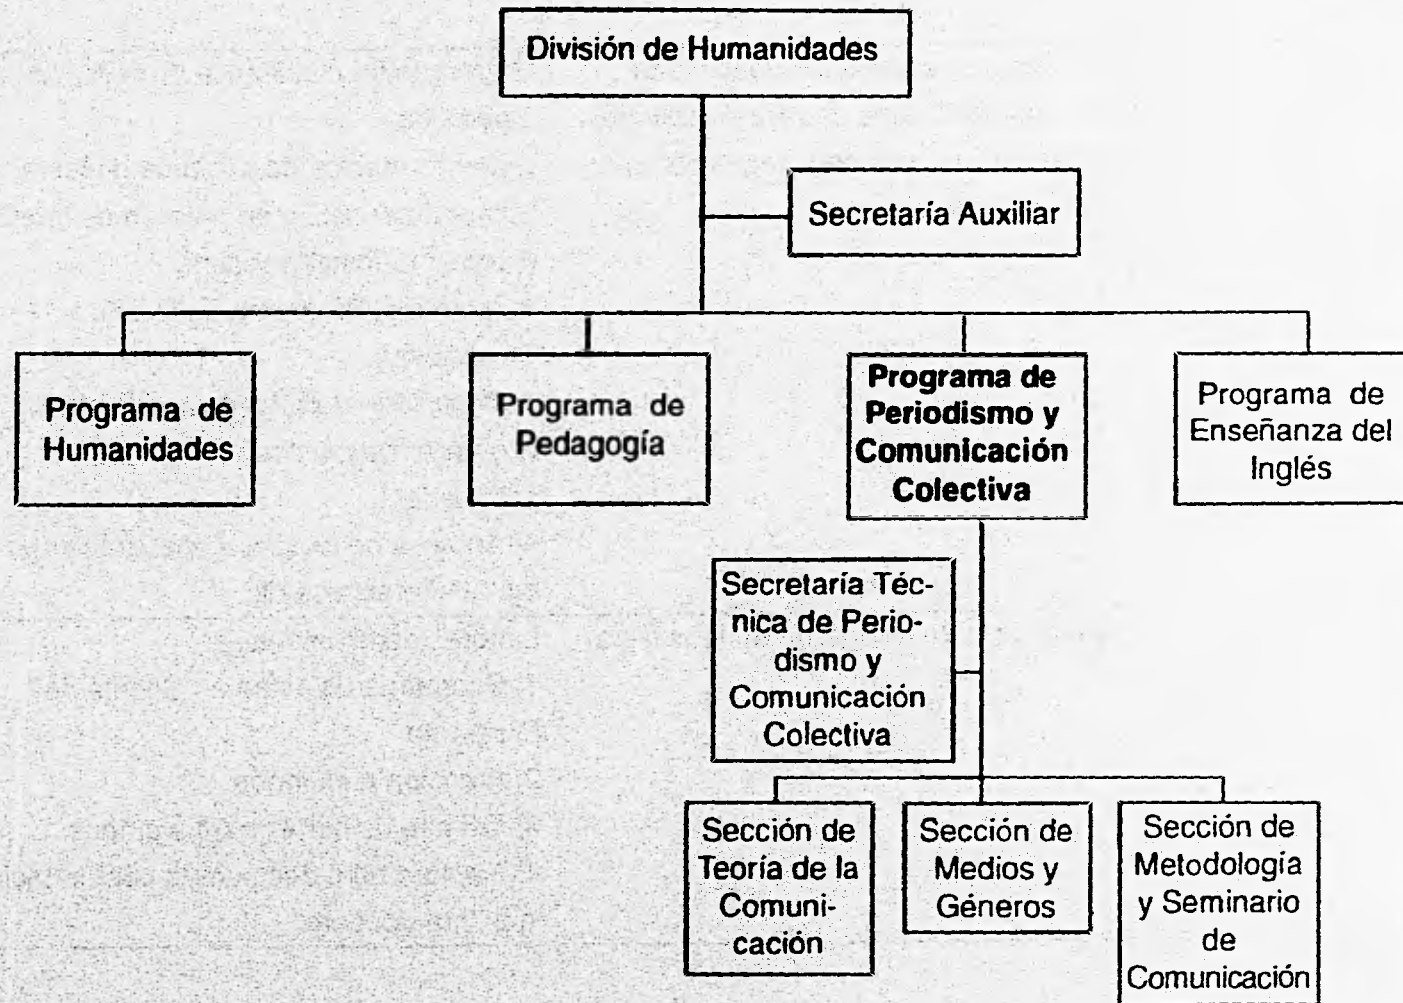 División de Humanidades
Secretaría Auxiliar
Programa de
Humanidades
Programa de
Pedagogía
Programa de
Periodismo y
Comunicación
Colectiva
Programa de
Enseñanza del
Inglés
Secretaría Téc-
nica de Perio-
dismo y
Comunicación
Colectiva
Sección de
Teoría de la
Comuni-
cación
Sección de
Medios y
Géneros
Sección de
Metodología
y Seminario
de
Comunicación